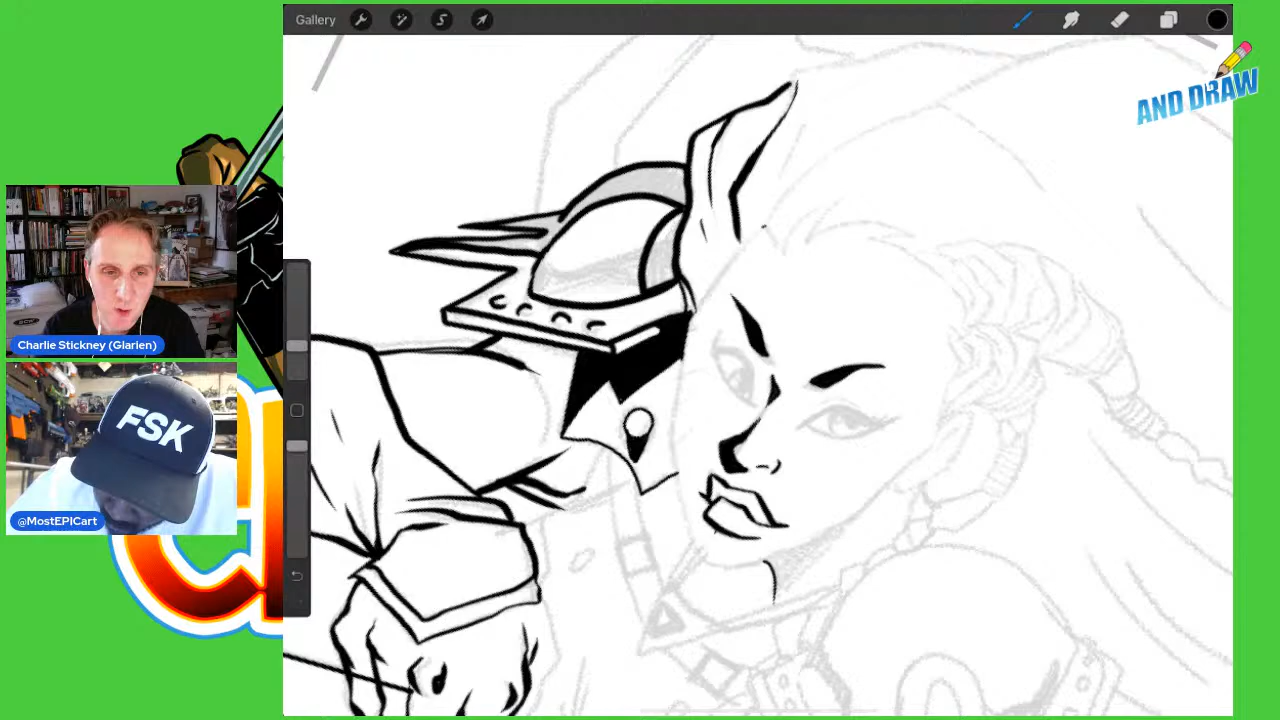 Gallery
AND DRAW
Charlie Stickney (Glarien)
FSK
@MostEPICart